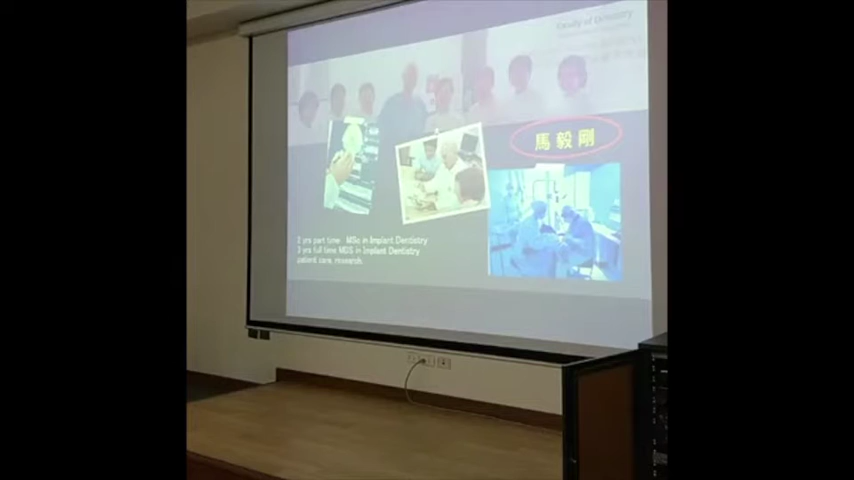 Faculty of Dentistry
馬毅剛
2 yrs part time MSc in Implant Dentistry
3 yrs full time MDS in Implant Dentistry
patient care, research.